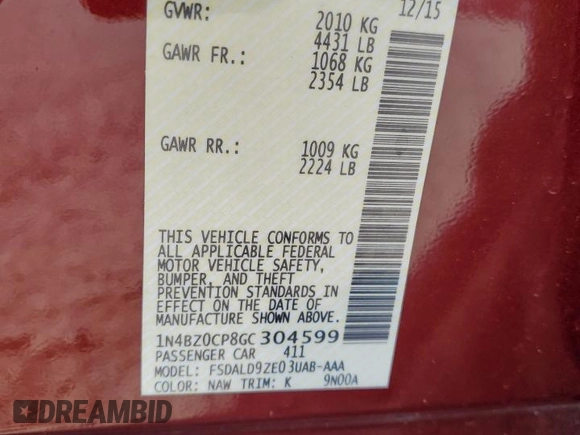 12/15
GVWR: 2010 KG
4431 LB
GAWR FR.: 1068 KG
2354 LB
GAWR RR.: 1009 KG
2224 LB
THIS VEHICLE CONFORMS TO
ALL APPLICABLE FEDERAL
MOTOR VEHICLE SAFETY,
BUMPER, AND THEFT
PREVENTION STANDARDS IN
EFFECT ON THE DATE OF
MANUFACTURE SHOWN ABOVE.
1N4BZ0CP8GC304599
PASSENGER CAR 411
MODEL: FSDALD9ZE03UAB-AAA
COLOR: NAW TRIM: K 9N00A
DREAMBID